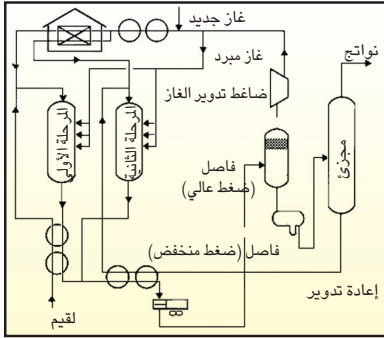 غاز جديد
غاز مبرد
نواتج
ضاغط تدوير الغاز
المرحلة الأولى
المرحلة الثانية
مجزئ
فاصل
(ضغط عالي)
فاصل (ضغط منخفض)
إعادة تدوير
لقيم